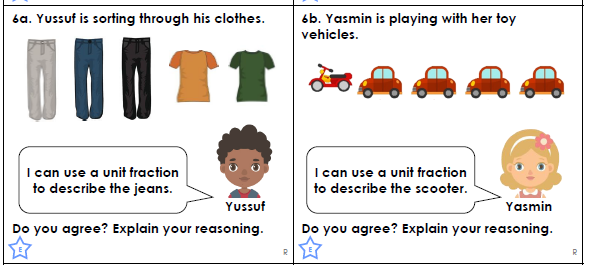 6a. Yussuf is sorting through his clothes.
I can use a unit fraction
to describe the jeans.
Yussuf
Do you agree? Explain your reasoning.
E
R
6b. Yasmin is playing with her toy
vehicles.
I can use a unit fraction
to describe the scooter.
Yasmin
Do you agree? Explain your reasoning.
E
R